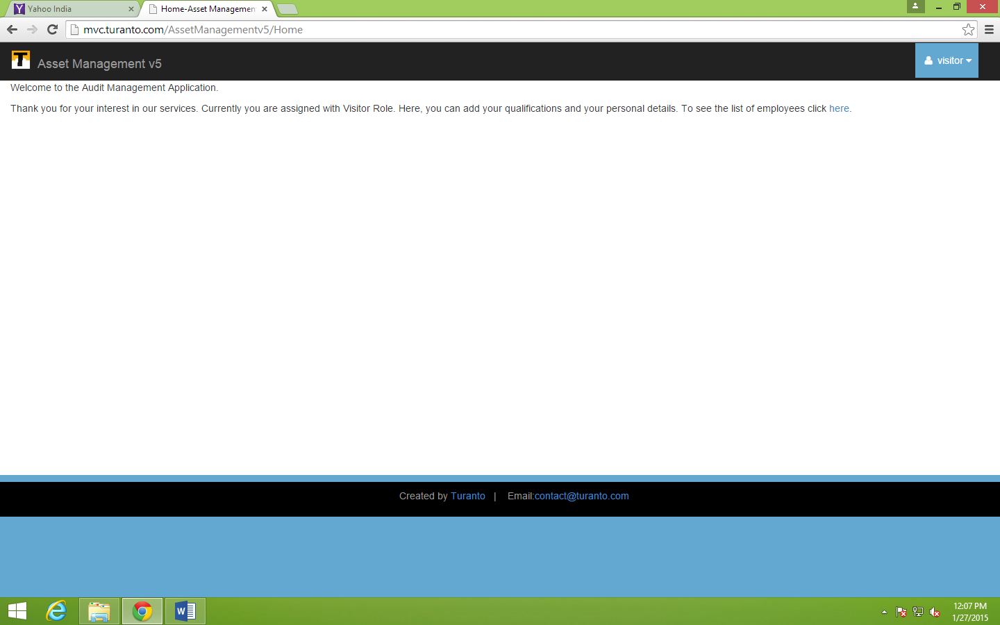 Yahoo India
Home-Asset Managemen
mvc.turanto.com/AssetManagementv5/Home
T Asset Management v5
visitor
Welcome to the Audit Management Application.
Thank you for your interest in our services. Currently you are assigned with Visitor Role. Here, you can add your qualifications and your personal details. To see the list of employees click here.
Created by Turanto | Email:contact@turanto.com
12:07 PM
1/27/2015